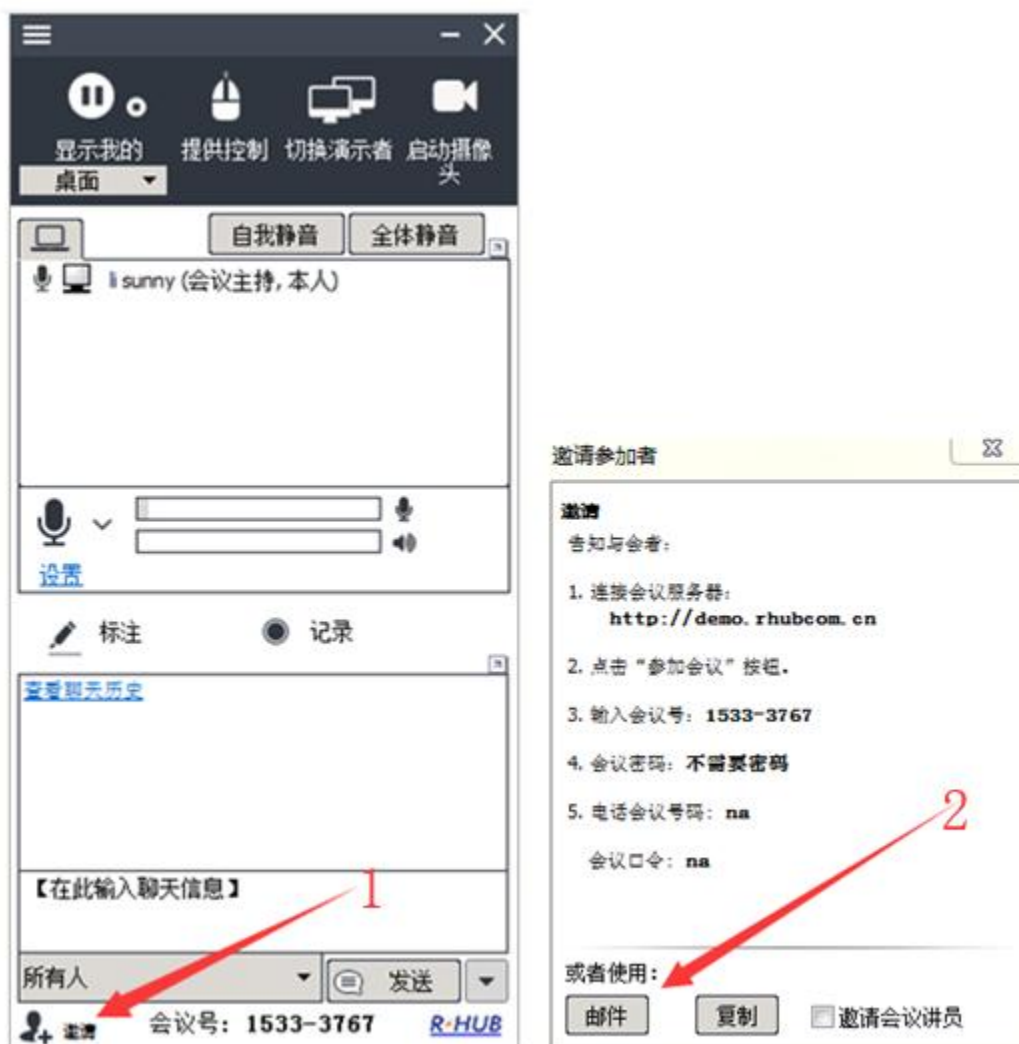 显示我的
桌面
提供控制
切换演示者
启动摄像
头
自我静音
全体静音
li sunny (会议主持, 本人)
设置
标注
记录
查看聊天历史
【在此输入聊天信息】
1
所有人
发送
邀请
会议号: 1533-3767
R-HUB
邀请参加者
邀请
告知与会者:
1. 连接会议服务器:
http://demo.rhubcom.cn
2. 点击“参加会议”按钮。
3. 输入会议号: 1533-3767
4. 会议密码: 不需要密码
5. 电话会议号码: na
会议口令: na
2
或者使用:
邮件
复制
邀请会议讲员